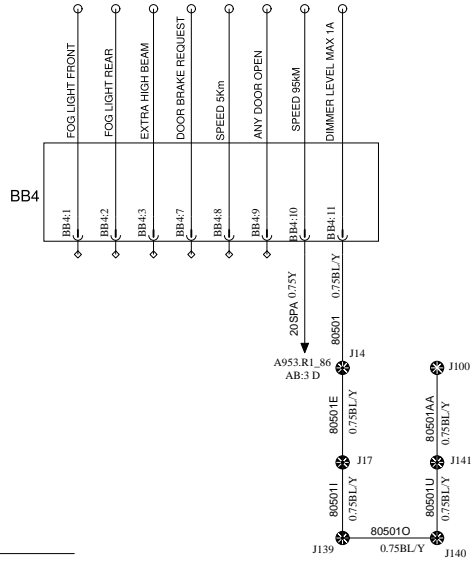 FOG LIGHT FRONT
FOG LIGHT REAR
EXTRA HIGH BEAM
DOOR BRAKE REQUEST
SPEED 5Km
ANY DOOR OPEN
SPEED 95kM
DIMMER LEVEL MAX 1A
BB4
BB4:1
BB4:2
BB4:3
BB4:7
BB4:8
BB4:9
BB4:10
BB4:11
20SPA 0.75Y
80501 0.75BL/Y
A953.R1_86
AB:3 D
J14
J100
80501E 0.75BL/Y
80501AA 0.75BL/Y
J17
J141
80501I 0.75BL/Y
80501U 0.75BL/Y
80501O
0.75BL/Y
J139
J140